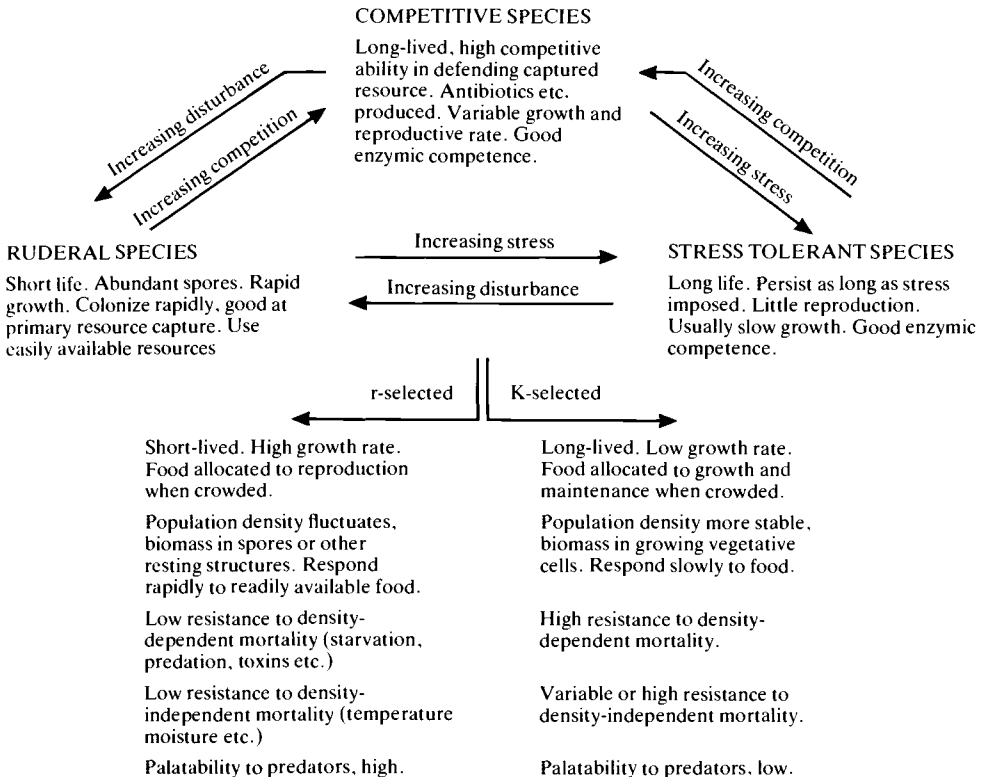 COMPETITIVE SPECIES
Long-lived, high competitive
ability in defending captured
resource. Antibiotics etc.
produced. Variable growth and
reproductive rate. Good
enzymic competence.
Increasing disturbance
Increasing competition
Increasing competition
Increasing stress
RUDERAL SPECIES
Short life. Abundant spores. Rapid
growth. Colonize rapidly, good at
primary resource capture. Use
easily available resources
Increasing stress
Increasing disturbance
STRESS TOLERANT SPECIES
Long life. Persist as long as stress
imposed. Little reproduction.
Usually slow growth. Good enzymic
competence.
r-selected
K-selected
Short-lived. High growth rate.
Food allocated to reproduction
when crowded.
Population density fluctuates,
biomass in spores or other
resting structures. Respond
rapidly to readily available food.
Low resistance to density-
dependent mortality (starvation,
predation, toxins etc.)
Low resistance to density-
independent mortality (temperature
moisture etc.)
Palatability to predators, high.
Long-lived. Low growth rate.
Food allocated to growth and
maintenance when crowded.
Population density more stable,
biomass in growing vegetative
cells. Respond slowly to food.
High resistance to density-
dependent mortality.
Variable or high resistance to
density-independent mortality.
Palatability to predators, low.